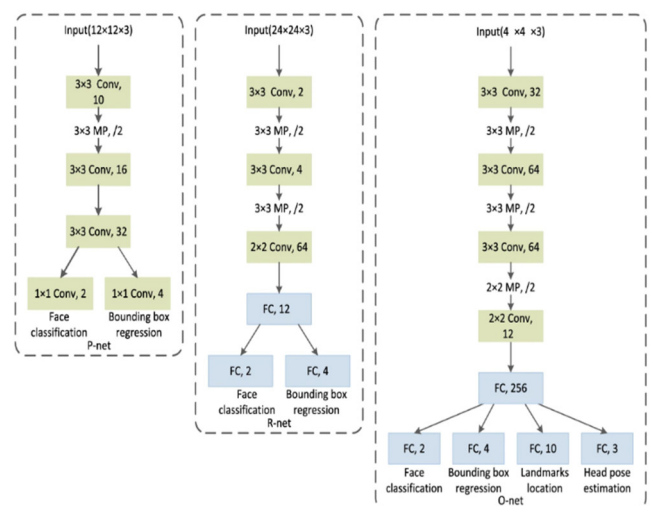 Input(12×12×3)
3×3 Conv,
10
3×3 MP, /2
3×3 Conv, 16
3×3 Conv, 32
1×1 Conv, 2
1×1 Conv, 4
Face
classification
Bounding box
regression
P-net
Input(24×24×3)
3×3 Conv, 2
3×3 MP, /2
3×3 Conv, 4
3×3 MP, /2
2×2 Conv, 64
FC, 12
FC, 2
FC, 4
Face
classification
Bounding box
regression
R-net
Input(4 ×4 ×3)
3×3 Conv, 32
3×3 MP, /2
3×3 Conv, 64
3×3 MP, /2
3×3 Conv, 64
2×2 MP, /2
2×2 Conv,
12
FC, 256
FC, 2
FC, 4
FC, 10
FC, 3
Face
classification
Bounding box
regression
Landmarks
location
Head pose
estimation
O-net